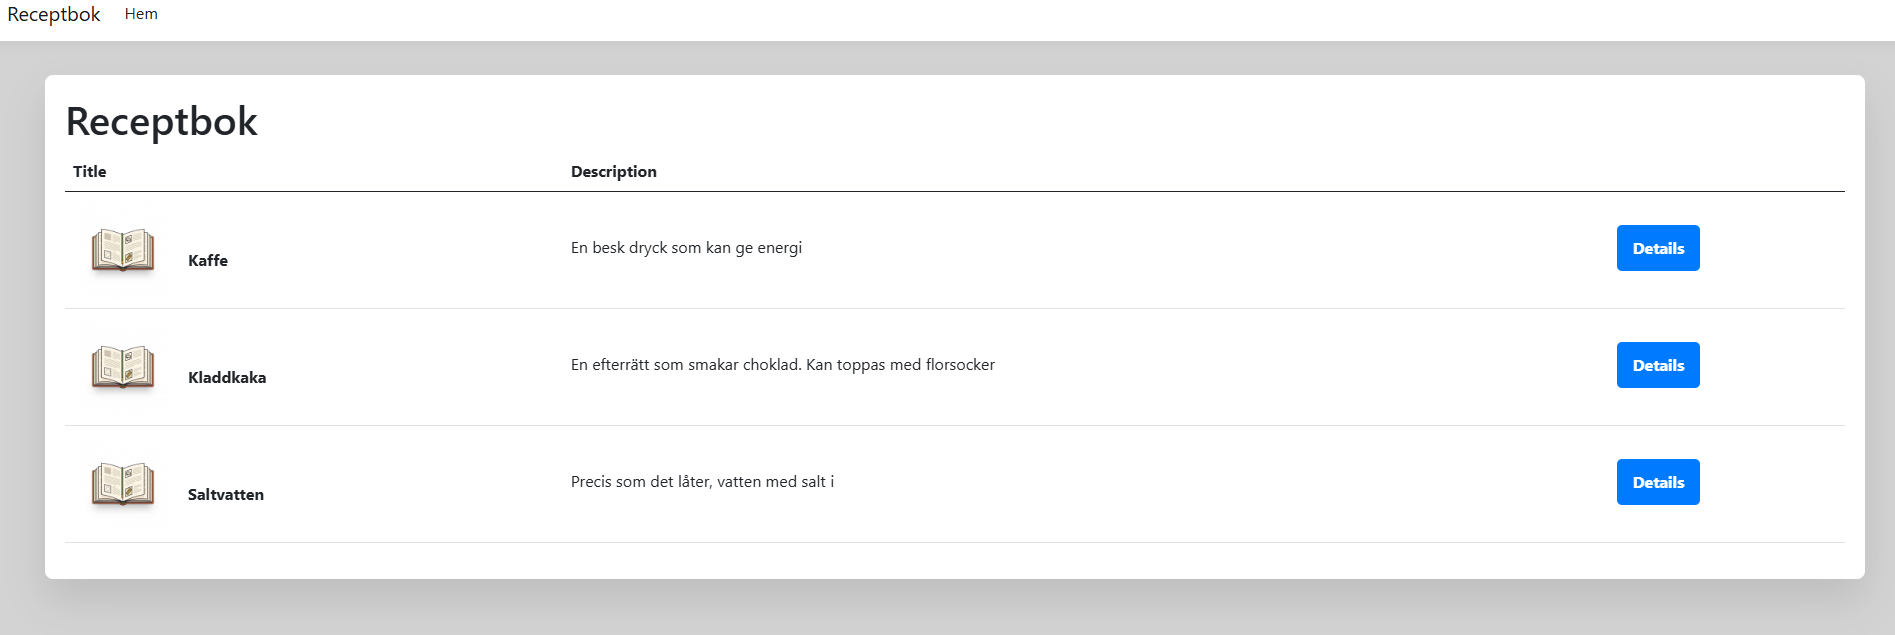 Receptbok Hem
Receptbok
Title Description
Kaffe En besk dryck som kan ge energi Details
Kladdkaka En efterrätt som smakar choklad. Kan toppas med florsocker Details
Saltvatten Precis som det låter, vatten med salt i Details